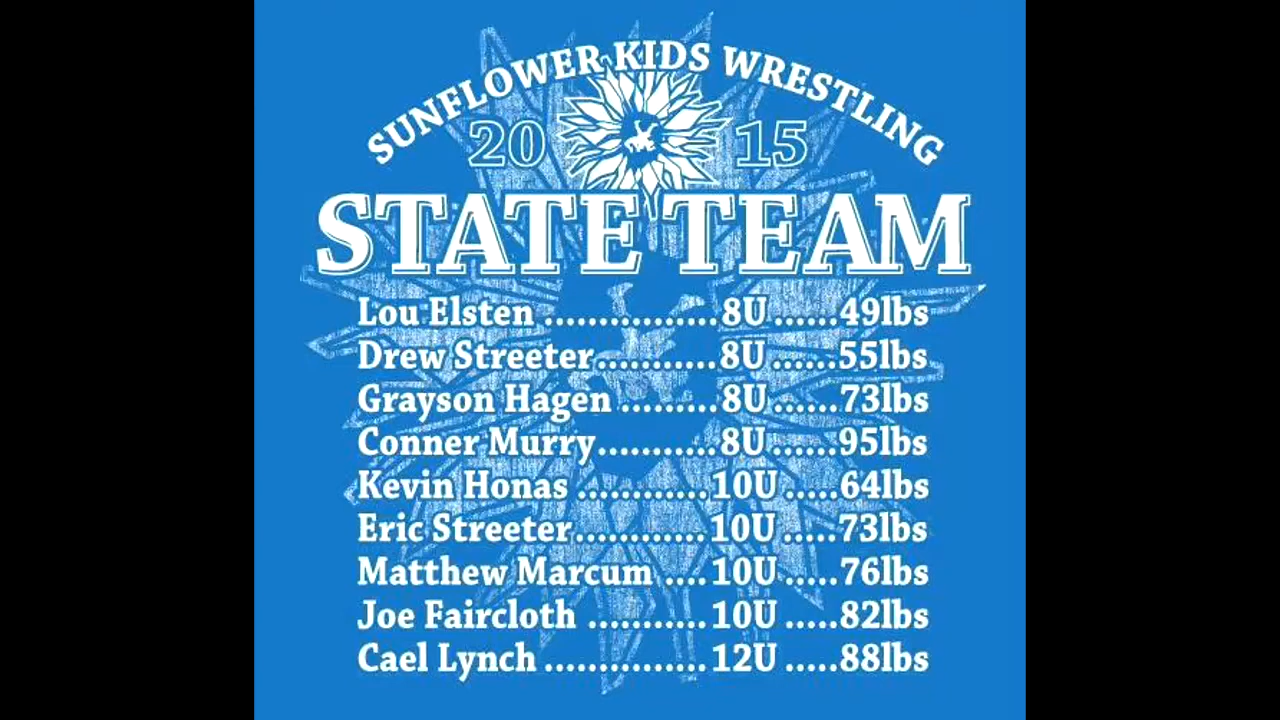 SUNFLOWER KIDS WRESTLING
20 15
STATE TEAM
Lou Elsten .................8U ......49lbs
Drew Streeter............8U ......55lbs
Grayson Hagen .........8U ......73lbs
Conner Murry............8U ......95lbs
Kevin Honas ............10U .....64lbs
Eric Streeter............10U .....73lbs
Matthew Marcum ....10U .....76lbs
Joe Faircloth ...........10U .....82lbs
Cael Lynch ...............12U .....88lbs